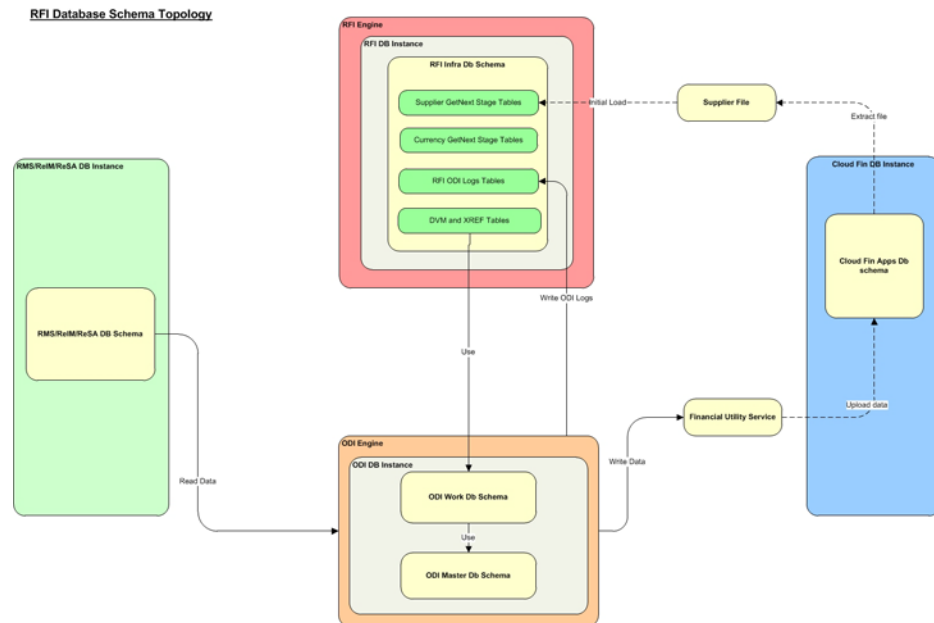 RFI Database Schema Topology
RFI Engine
RFI DB Instance
RFI Infra Db Schema
Supplier GetNext Stage Tables
Initial Load
Supplier File
Extract file
Currency GetNext Stage Tables
RMS/ReIM/ReSA DB Instance
Cloud Fin DB Instance
RFI ODI Logs Tables
DVM and XREF Tables
Cloud Fin Apps Db
schema
Write ODI Logs
RMS/ReIM/ReSA DB Schema
Use
Financial Utility Service
Upload data
ODI Engine
ODI DB Instance
Write Data
Read Data
ODI Work Db Schema
Use
ODI Master Db Schema